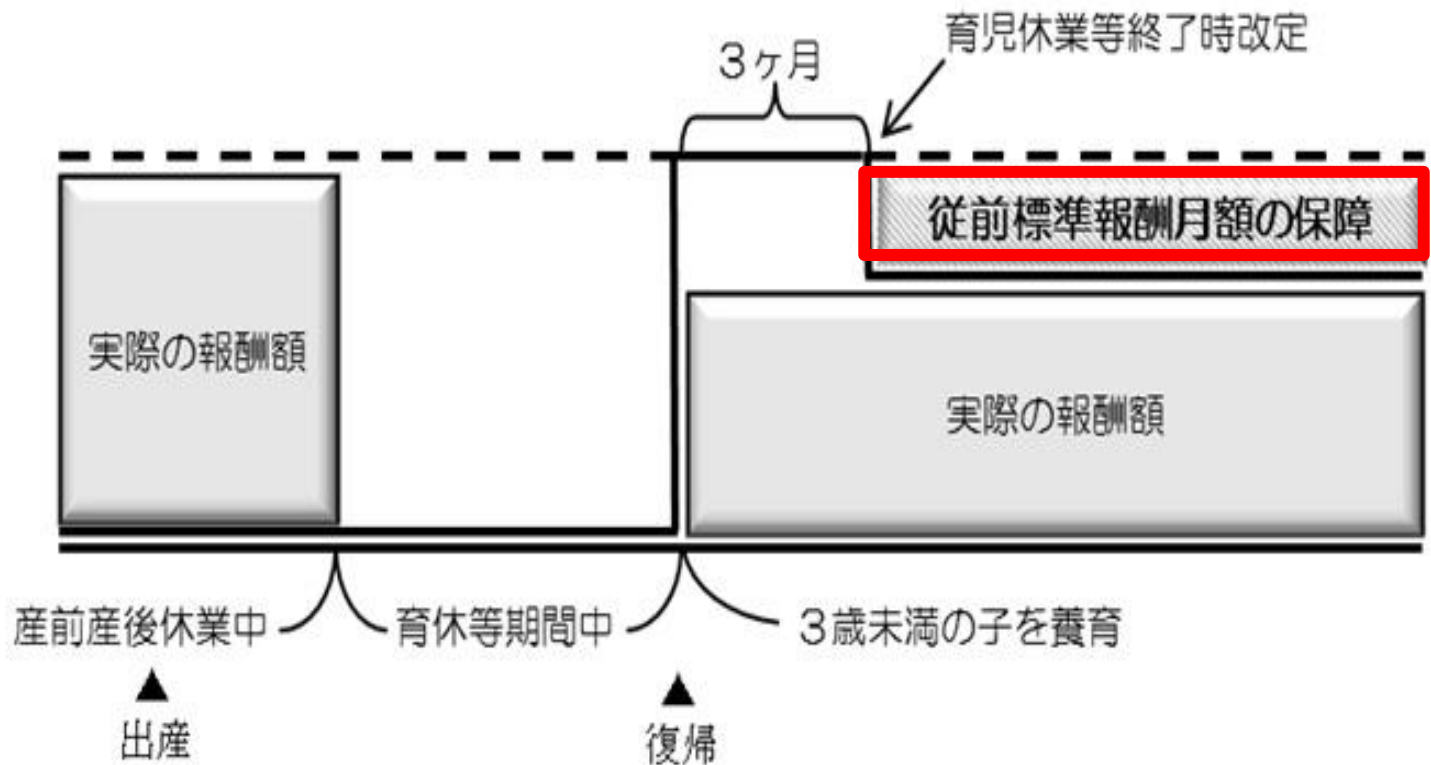 育児休業等終了時改定
３ヶ月
従前標準報酬月額の保障
実際の報酬額
実際の報酬額
産前産後休業中
育休等期間中
３歳未満の子を養育
▲
出産
▲
復帰